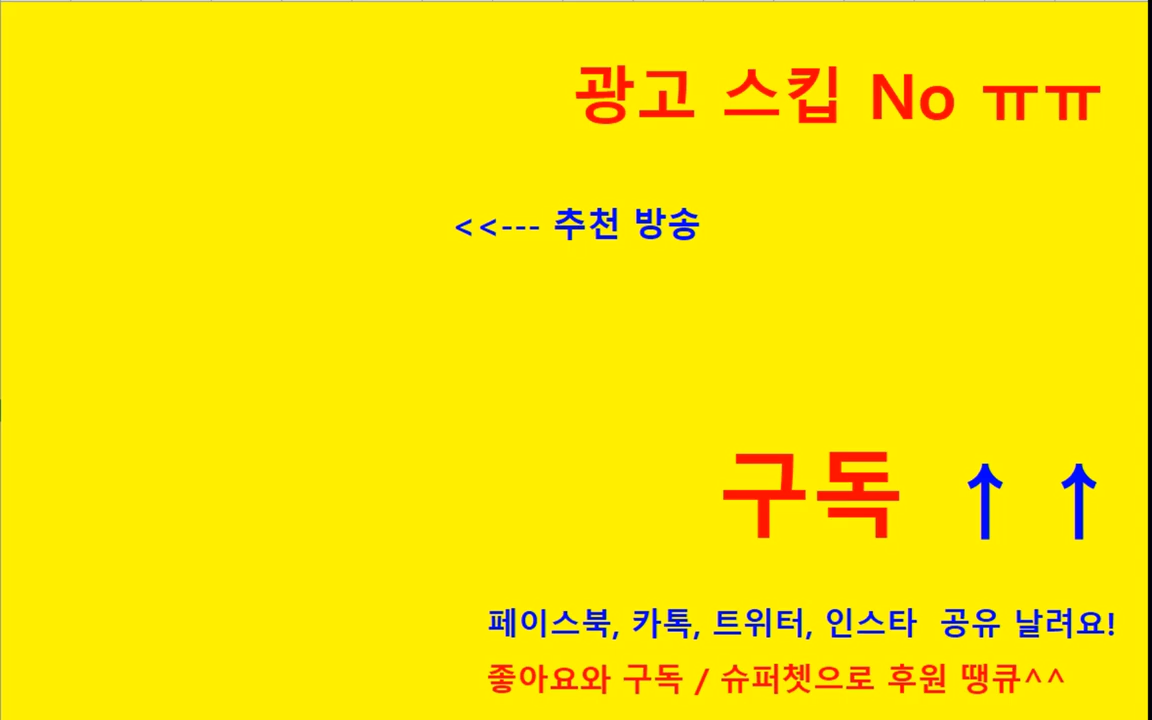 광고 스킵 No ㅠㅠ
<<--- 추천 방송
구독 ↑ ↑
페이스북, 카톡, 트위터, 인스타 공유 날려요!
좋아요와 구독 / 슈퍼쳇으로 후원 땡큐^^